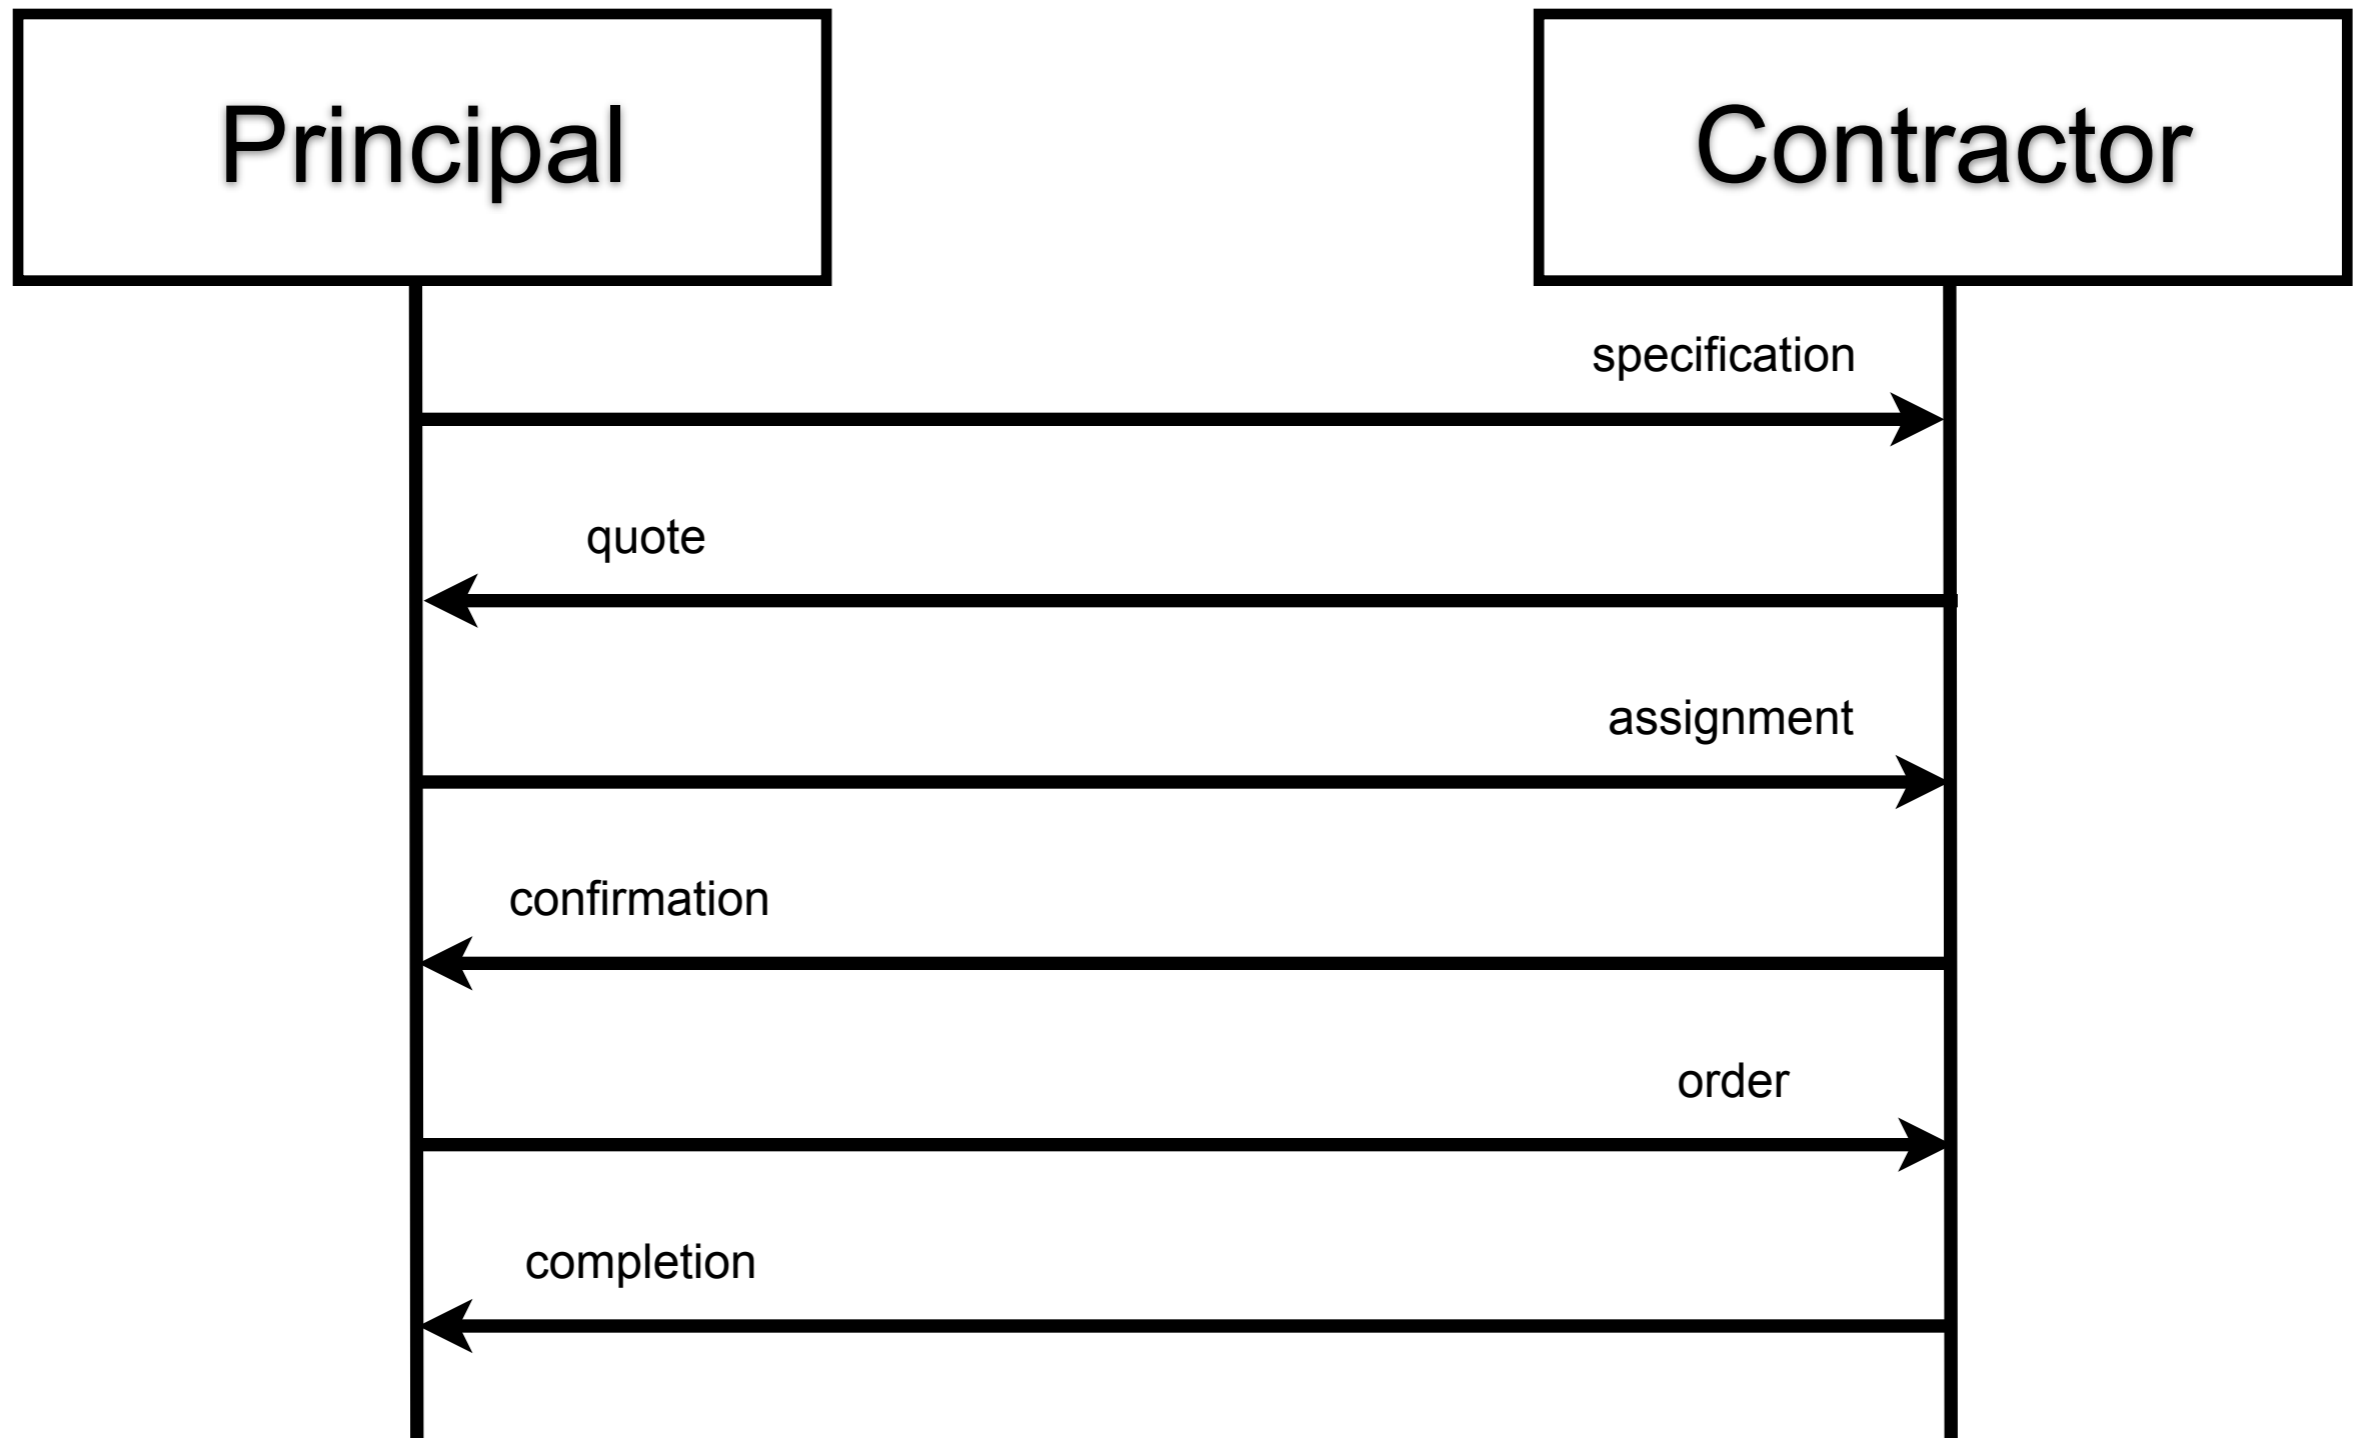 Principal
Contractor
specification
quote
assignment
confirmation
order
completion